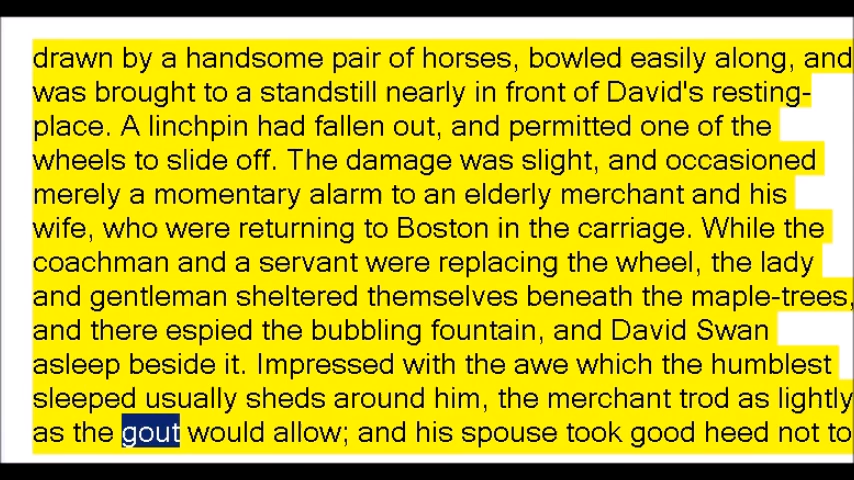 drawn by a handsome pair of horses, bowled easily along, and
was brought to a standstill nearly in front of David's resting-
place. A linchpin had fallen out, and permitted one of the
wheels to slide off. The damage was slight, and occasioned
merely a momentary alarm to an elderly merchant and his
wife, who were returning to Boston in the carriage. While the
coachman and a servant were replacing the wheel, the lady
and gentleman sheltered themselves beneath the maple-trees,
and there espied the bubbling fountain, and David Swan
asleep beside it. Impressed with the awe which the humblest
sleeped usually sheds around him, the merchant trod as lightly
as the gout would allow; and his spouse took good heed not to